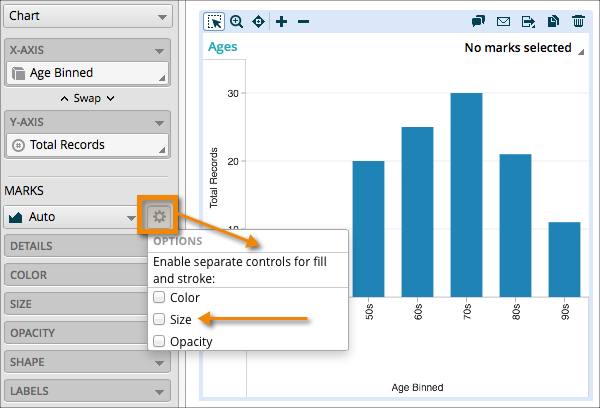 Chart
X-AXIS
Age Binned
Swap
Y-AXIS
Total Records
MARKS
Auto
DETAILS
COLOR
SIZE
OPACITY
SHAPE
LABELS
OPTIONS
Enable separate controls for fill
and stroke:
Color
Size
Opacity
Ages
No marks selected
Total Records
30
20
10
50s
60s
70s
80s
90s
Age Binned